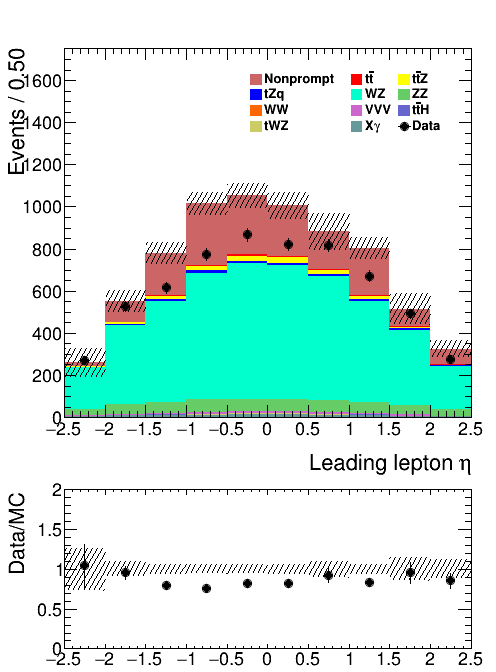 Events / 0.50
1600
1400
1200
1000
800
600
400
200
0
Nonprompt tt̄ tt̄Z
tZq WZ ZZ
WW VVV tt̄H
tWZ Xγ Data
−2.5 −2 −1.5 −1 −0.5 0 0.5 1 1.5 2 2.5
Leading lepton η
Data/MC
2
1.5
1
0.5
0
−2.5 −2 −1.5 −1 −0.5 0 0.5 1 1.5 2 2.5